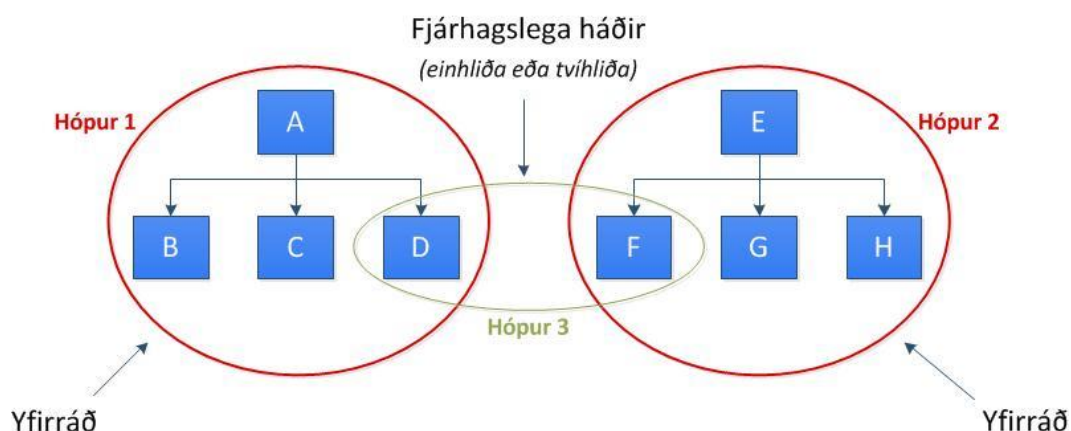 Fjárhagslega háðir
(einhliða eða tvíhliða)
Hópur 1
A
E
Hópur 2
B
C
D
F
G
H
Hópur 3
Yfirráð
Yfirráð